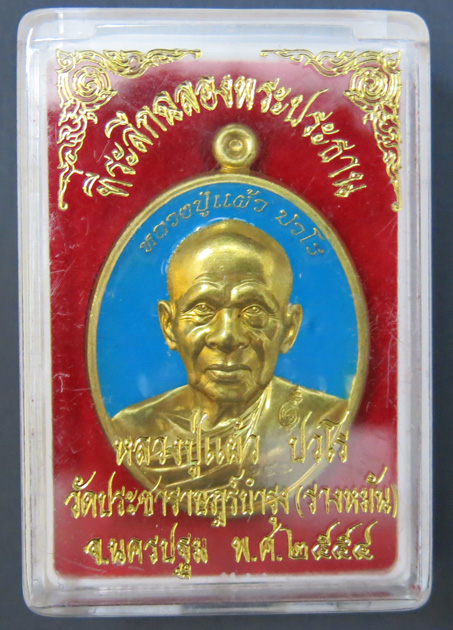 ที่ระลึกฉลองพระประธาน
หลวงปู่แผ้ว ปวโร
หลวงปู่แผ้ว ปวโร
วัดประชาราษฎร์บำรุง (รางหมัน)
จ.นครปฐม พ.ศ.๒๕๕๔